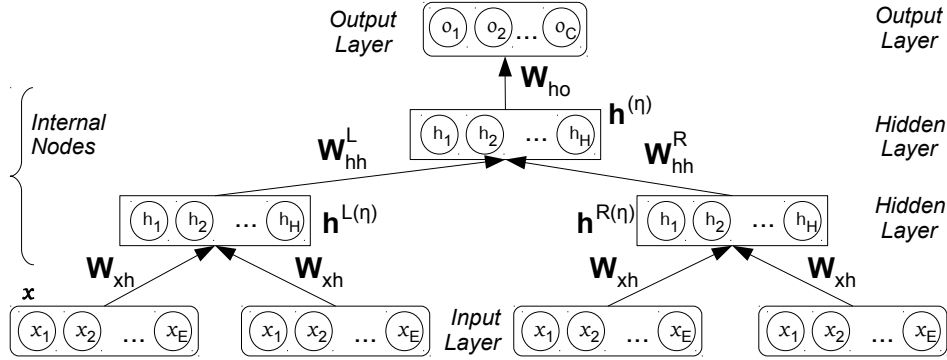 Output Layer
o1 o2 ... oC
Output Layer
Who
h(η)
Internal Nodes
h1 h2 ... hH
Hidden Layer
WLhh
WRhh
h1 h2 ... hH
hL(η)
hR(η)
h1 h2 ... hH
Hidden Layer
Wxh
Wxh
Wxh
Wxh
x
x1 x2 ... xE
x1 x2 ... xE
Input Layer
x1 x2 ... xE
x1 x2 ... xE